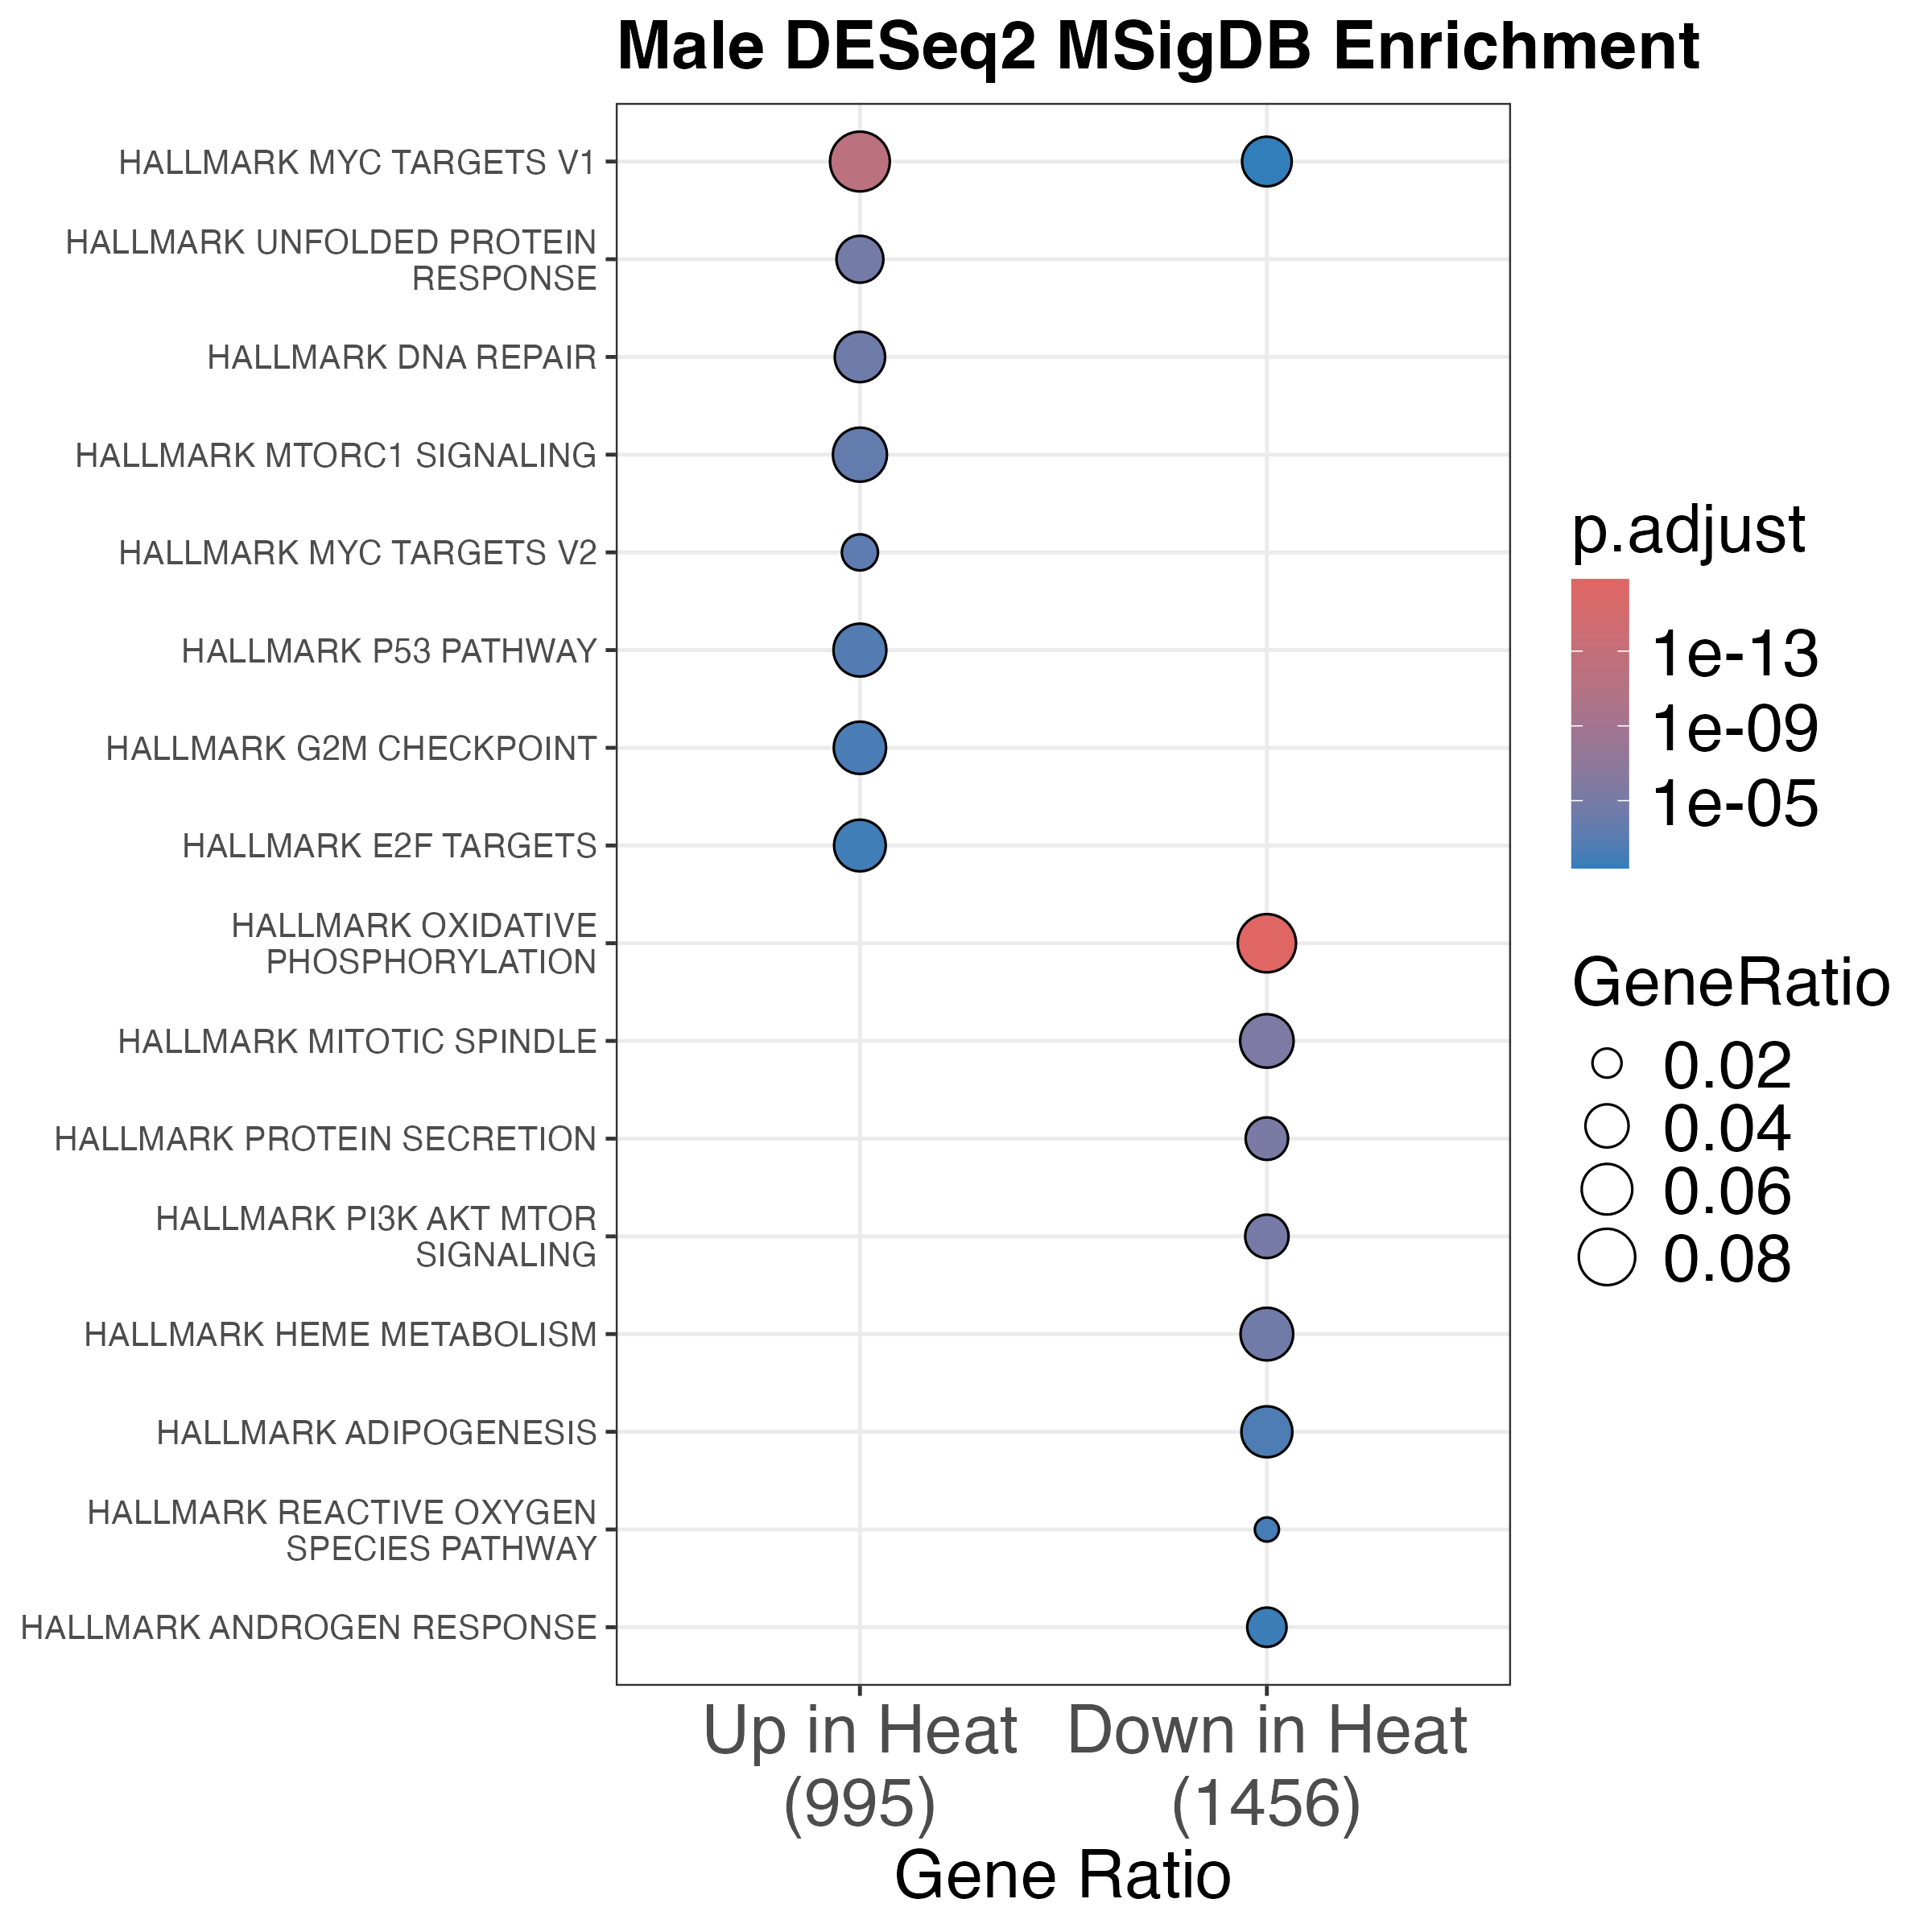 Male DESeq2 MSigDB Enrichment
HALLMARK MYC TARGETS V1
HALLMARK UNFOLDED PROTEIN
RESPONSE
HALLMARK DNA REPAIR
HALLMARK MTORC1 SIGNALING
HALLMARK MYC TARGETS V2
HALLMARK P53 PATHWAY
HALLMARK G2M CHECKPOINT
HALLMARK E2F TARGETS
HALLMARK OXIDATIVE
PHOSPHORYLATION
HALLMARK MITOTIC SPINDLE
HALLMARK PROTEIN SECRETION
HALLMARK PI3K AKT MTOR
SIGNALING
HALLMARK HEME METABOLISM
HALLMARK ADIPOGENESIS
HALLMARK REACTIVE OXYGEN
SPECIES PATHWAY
HALLMARK ANDROGEN RESPONSE
Up in Heat
(995)
Down in Heat
(1456)
Gene Ratio
p.adjust
1e-13
1e-09
1e-05
GeneRatio
0.02
0.04
0.06
0.08